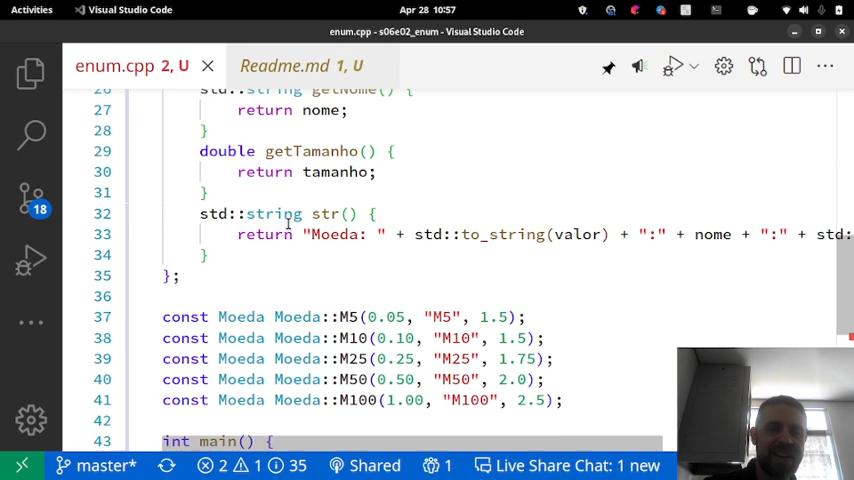 Activities Visual Studio Code Apr 28 10:57
enum.cpp - s06e02_enum - Visual Studio Code
enum.cpp 2, U Readme.md 1, U
26 std::string getNome() {
27 return nome;
28 }
29 double getTamanho() {
30 return tamanho;
31 }
32 std::string str() {
33 return "Moeda: " + std::to_string(valor) + ":" + nome + ":" + std:
34 }
35 };
36
37 const Moeda Moeda::M5(0.05, "M5", 1.5);
38 const Moeda Moeda::M10(0.10, "M10", 1.5);
39 const Moeda Moeda::M25(0.25, "M25", 1.75);
40 const Moeda Moeda::M50(0.50, "M50", 2.0);
41 const Moeda Moeda::M100(1.00, "M100", 2.5);
42
43 int main() {
18
master* 2 1 35 Shared 1 Live Share Chat: 1 new